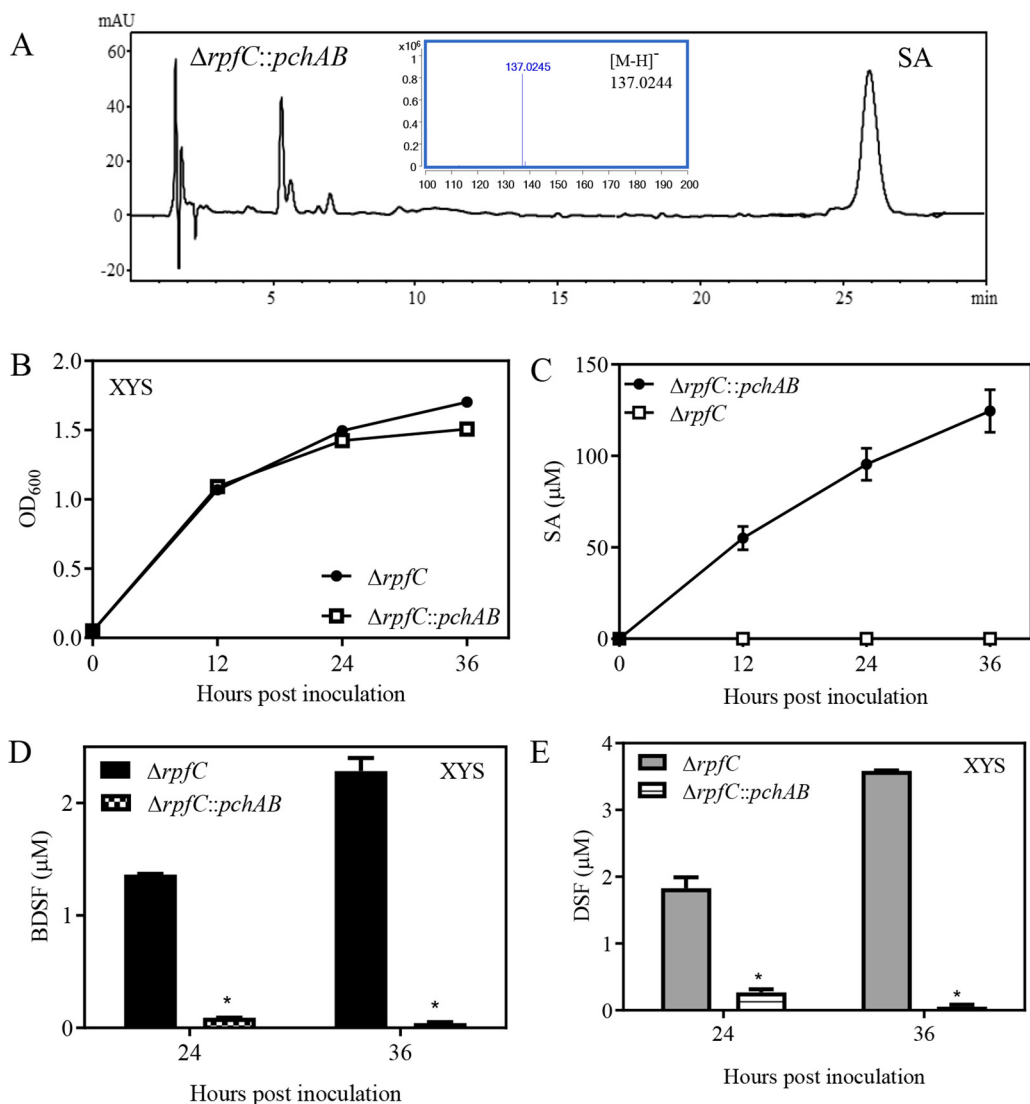 A
mAU
ΔrpfC::pchAB
SA
60
40
20
0
-20
5
10
15
20
25
min
x10⁶
1
0.8
0.6
0.4
0.2
0
137.0245
[M-H]⁻
137.0244
100 110 120 130 140 150 160 170 180 190 200
B
XYS
2.0
1.5
1.0
0.5
0.0
OD₆₀₀
ΔrpfC
ΔrpfC::pchAB
0 12 24 36
Hours post inoculation
C
150
100
50
0
SA (μM)
ΔrpfC::pchAB
ΔrpfC
0 12 24 36
Hours post inoculation
D
ΔrpfC
ΔrpfC::pchAB
XYS
2
1
0
BDSF (μM)
*
*
24 36
Hours post inoculation
E
ΔrpfC
ΔrpfC::pchAB
XYS
4
3
2
1
0
DSF (μM)
*
*
24 36
Hours post inoculation